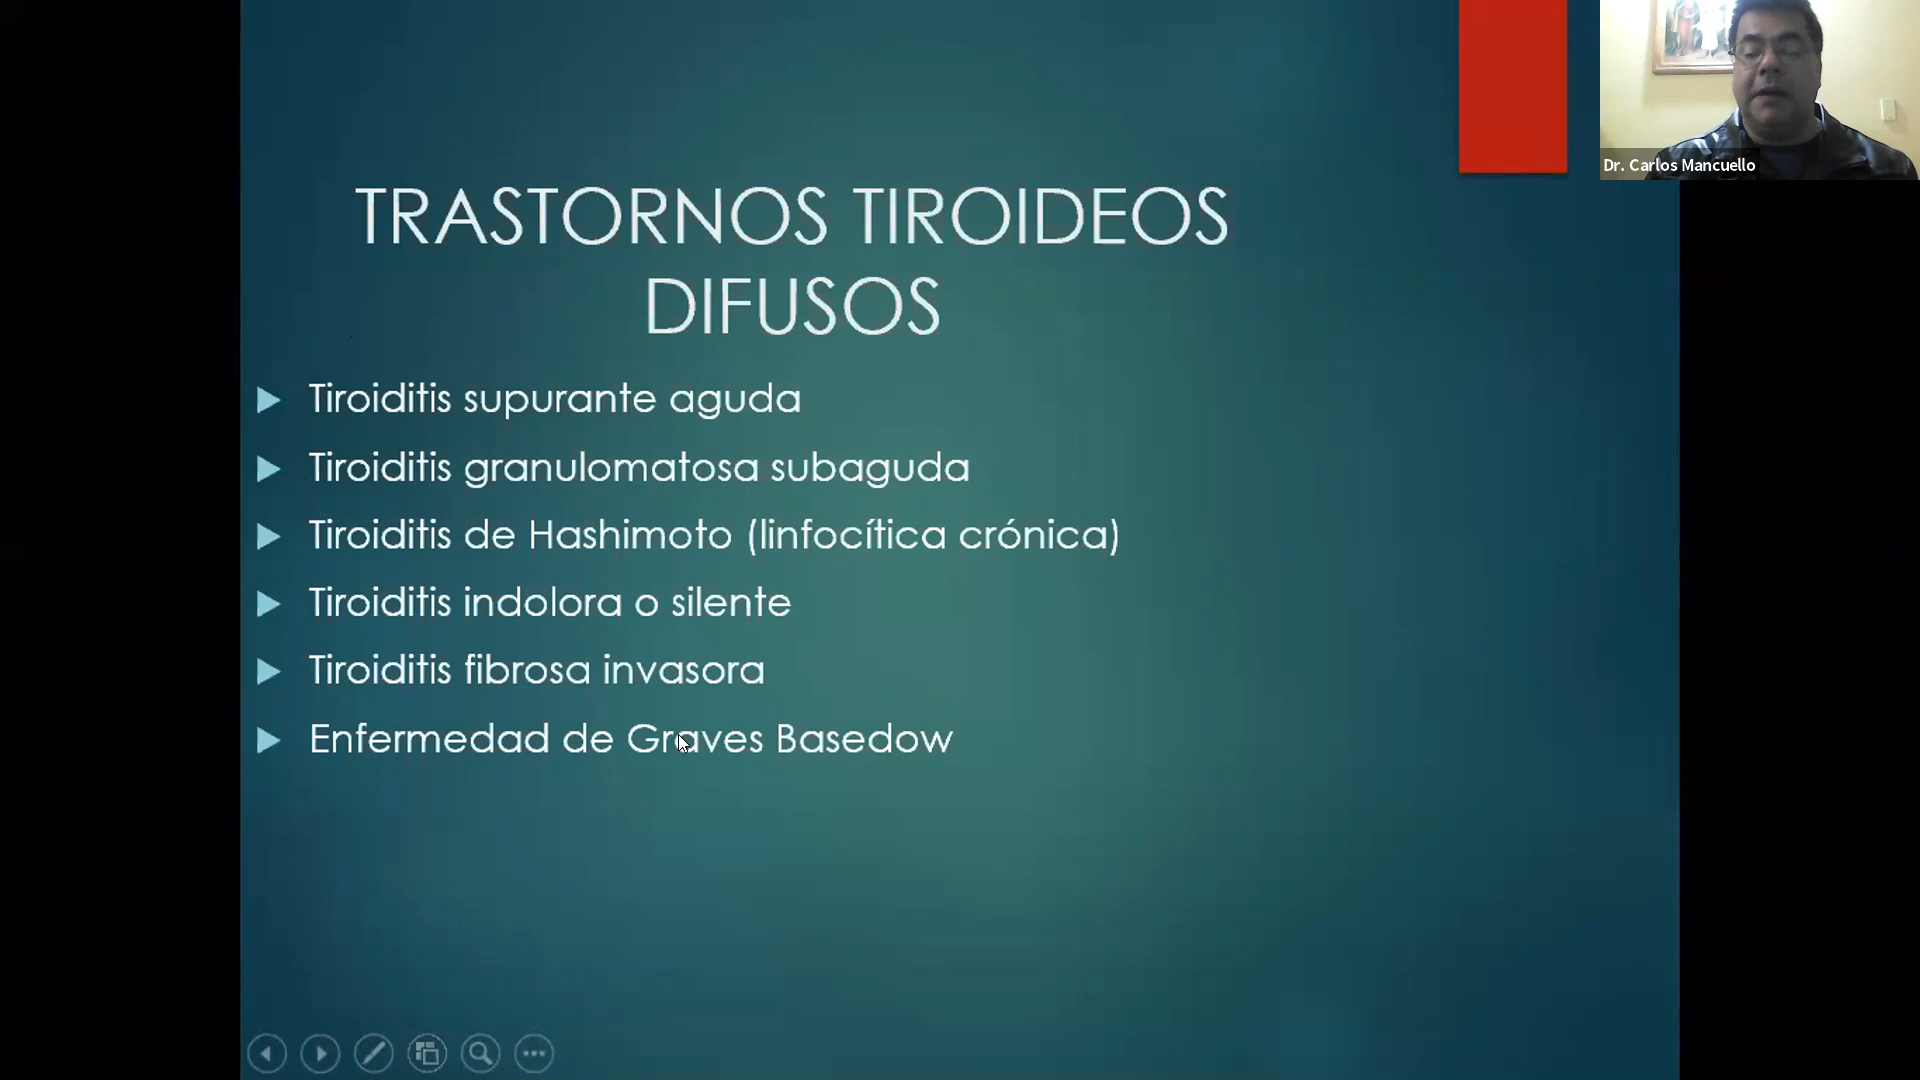 TRASTORNOS TIROIDEOS
DIFUSOS
Tiroiditis supurante aguda
Tiroiditis granulomatosa subaguda
Tiroiditis de Hashimoto (linfocítica crónica)
Tiroiditis indolora o silente
Tiroiditis fibrosa invasora
Enfermedad de Graves Basedow
Dr. Carlos Mancuello